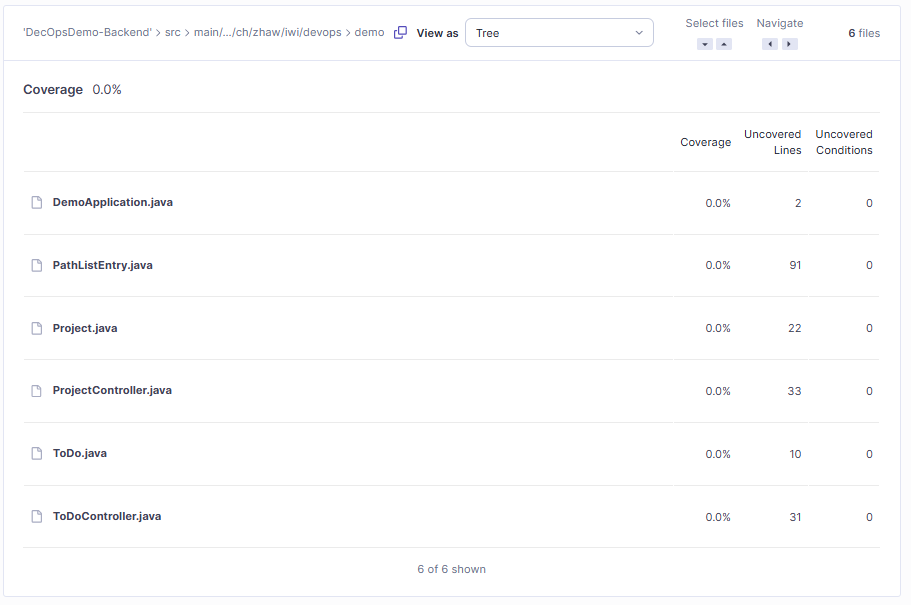 'DecOpsDemo-Backend' > src > main/.../ch/zhaw/iwi/devops > demo View as Tree Select files Navigate 6 files
Coverage 0.0%
Coverage Uncovered Lines Uncovered Conditions
DemoApplication.java 0.0% 2 0
PathListEntry.java 0.0% 91 0
Project.java 0.0% 22 0
ProjectController.java 0.0% 33 0
ToDo.java 0.0% 10 0
ToDoController.java 0.0% 31 0
6 of 6 shown